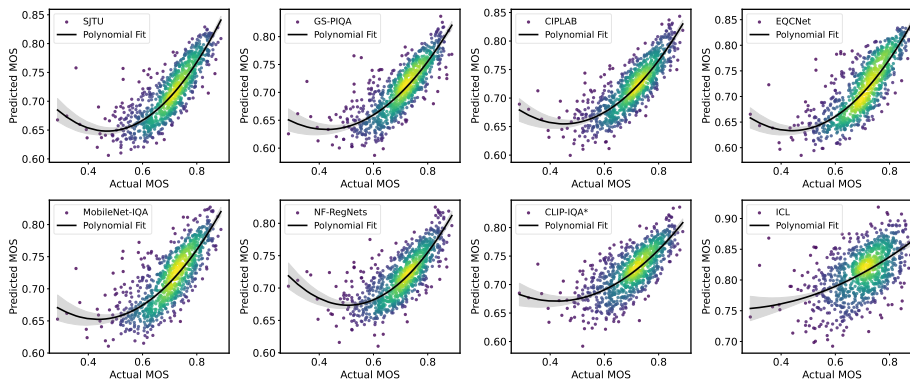 SJTU
Polynomial Fit
0.85
0.80
0.75
0.70
0.65
0.60
0.4 0.6 0.8
Predicted MOS
Actual MOS
GS-PIQA
Polynomial Fit
0.80
0.75
0.70
0.65
0.60
0.4 0.6 0.8
Predicted MOS
Actual MOS
CIPLAB
Polynomial Fit
0.85
0.80
0.75
0.70
0.65
0.60
0.4 0.6 0.8
Predicted MOS
Actual MOS
EQCNet
Polynomial Fit
0.85
0.80
0.75
0.70
0.65
0.60
0.4 0.6 0.8
Predicted MOS
Actual MOS
MobileNet-IQA
Polynomial Fit
0.80
0.75
0.70
0.65
0.60
0.4 0.6 0.8
Predicted MOS
Actual MOS
NF-RegNets
Polynomial Fit
0.80
0.75
0.70
0.65
0.60
0.4 0.6 0.8
Predicted MOS
Actual MOS
CLIP-IQA*
Polynomial Fit
0.80
0.75
0.70
0.65
0.60
0.4 0.6 0.8
Predicted MOS
Actual MOS
ICL
Polynomial Fit
0.90
0.85
0.80
0.75
0.70
0.4 0.6 0.8
Predicted MOS
Actual MOS